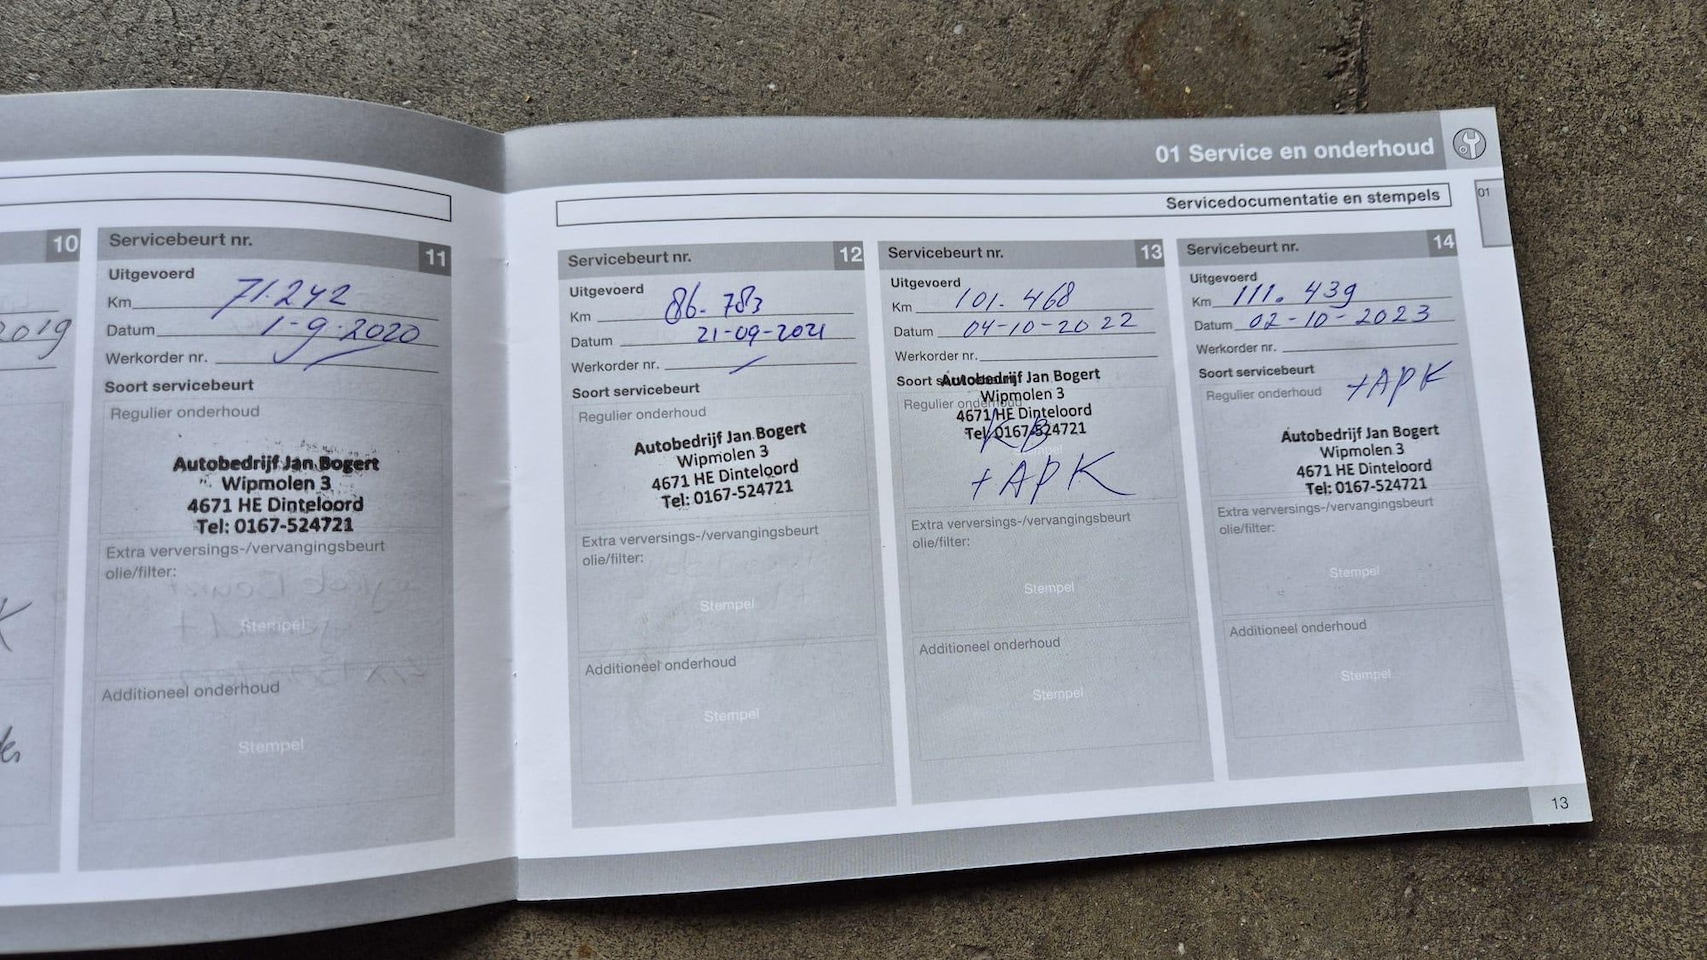 01 Service en onderhoud
01
Servicedocumentatie en stempels
10
2019
Servicebeurt nr. 11
Uitgevoerd
Km 71.242
Datum 1-9-2020
Werkorder nr.
Soort servicebeurt
Regulier onderhoud
Autobedrijf Jan Bogert
Wipmolen 3
4671 HE Dinteloord
Tel: 0167-524721
Extra verversings-/vervangingsbeurt
olie/filter:
Stempel
Additioneel onderhoud
Stempel
Servicebeurt nr. 12
Uitgevoerd
Km 86.783
Datum 21-09-2021
Werkorder nr. /
Soort servicebeurt
Regulier onderhoud
Autobedrijf Jan Bogert
Wipmolen 3
4671 HE Dinteloord
Tel: 0167-524721
Extra verversings-/vervangingsbeurt
olie/filter:
Stempel
Additioneel onderhoud
Stempel
Servicebeurt nr. 13
Uitgevoerd
Km 101.468
Datum 04-10-2022
Werkorder nr.
Soort servicebeurt
Autobedrijf Jan Bogert
Regulier onderhoud
Wipmolen 3
4671 HE Dinteloord
Tel: 0167-524721
+APK
Extra verversings-/vervangingsbeurt
olie/filter:
Stempel
Additioneel onderhoud
Stempel
Servicebeurt nr. 14
Uitgevoerd
Km 111.439
Datum 02-10-2023
Werkorder nr.
Soort servicebeurt
Regulier onderhoud +APK
Autobedrijf Jan Bogert
Wipmolen 3
4671 HE Dinteloord
Tel: 0167-524721
Extra verversings-/vervangingsbeurt
olie/filter:
Stempel
Additioneel onderhoud
Stempel
13